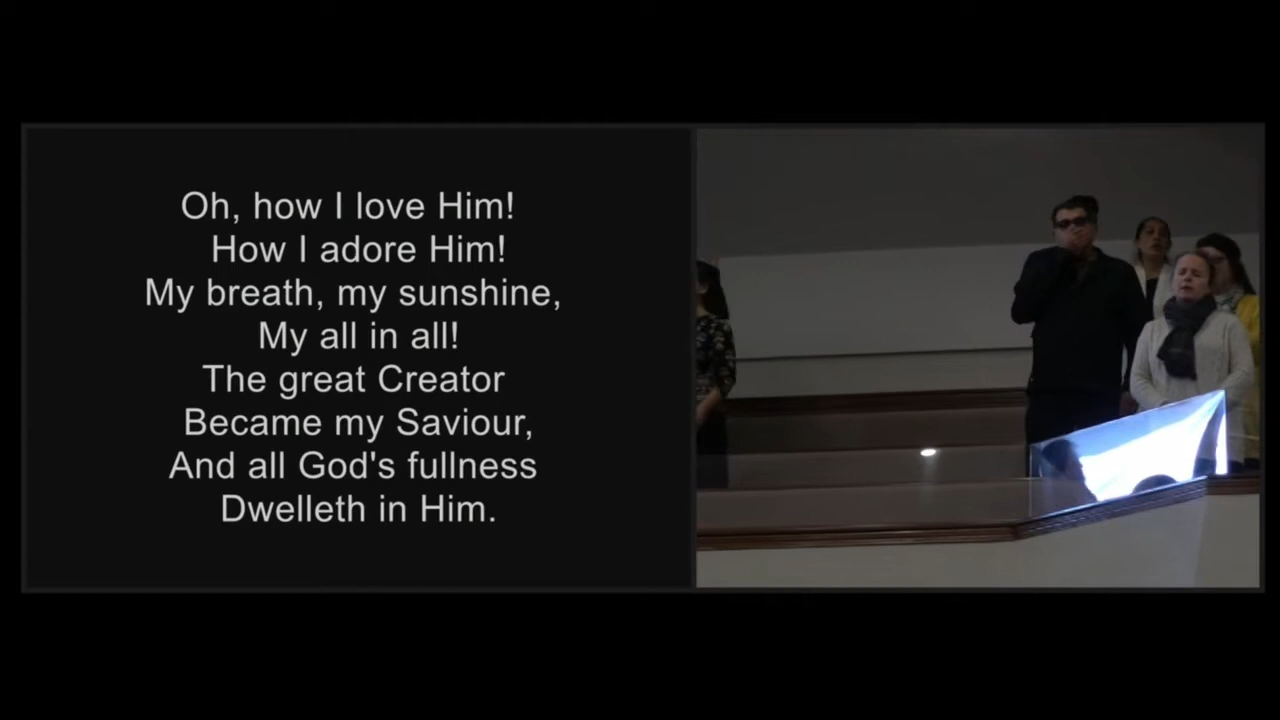 Oh, how I love Him!
How I adore Him!
My breath, my sunshine,
My all in all!
The great Creator
Became my Saviour,
And all God's fullness
Dwelleth in Him.